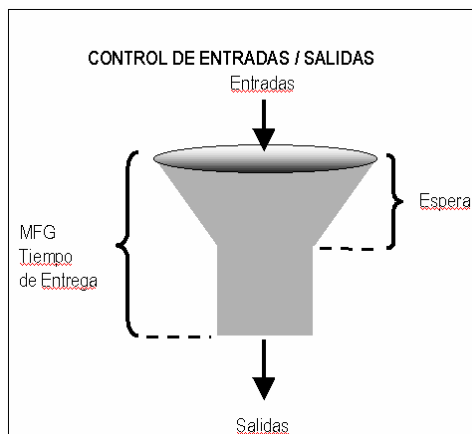 CONTROL DE ENTRADAS / SALIDAS
Entradas
Espera
MFG
Tiempo
de Entrega
Salidas